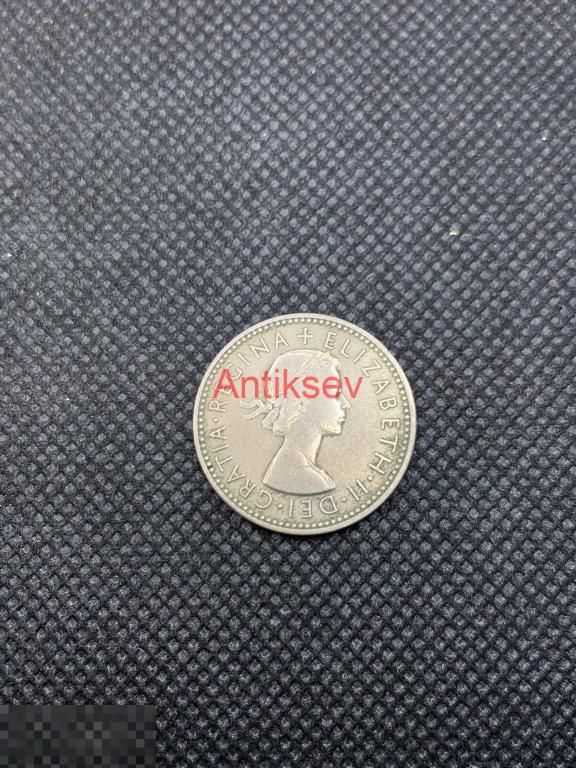 + ELIZABETH · II · DEI · GRATIA · REGINA
Antiksev